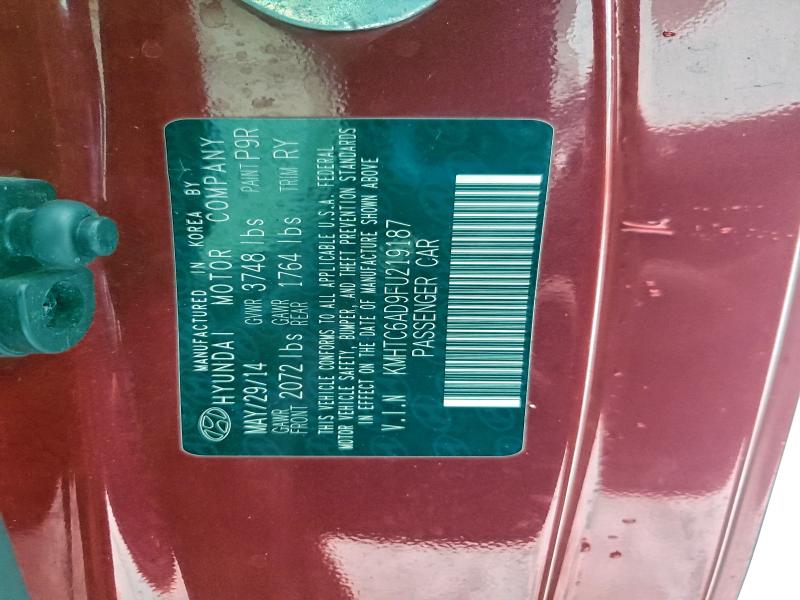 MANUFACTURED IN KOREA BY
HYUNDAI MOTOR COMPANY
MAY/29/14 GVWR 3748 lbs PAINT P9R
GAWR FRONT 2072 lbs GAWR REAR 1764 lbs TRIM RY
THIS VEHICLE CONFORMS TO ALL APPLICABLE U.S.A. FEDERAL
MOTOR VEHICLE SAFETY, BUMPER, AND THEFT PREVENTION STANDARDS
IN EFFECT ON THE DATE OF MANUFACTURE SHOWN ABOVE
V.I.N KMHTC6AD9FU219187
PASSENGER CAR